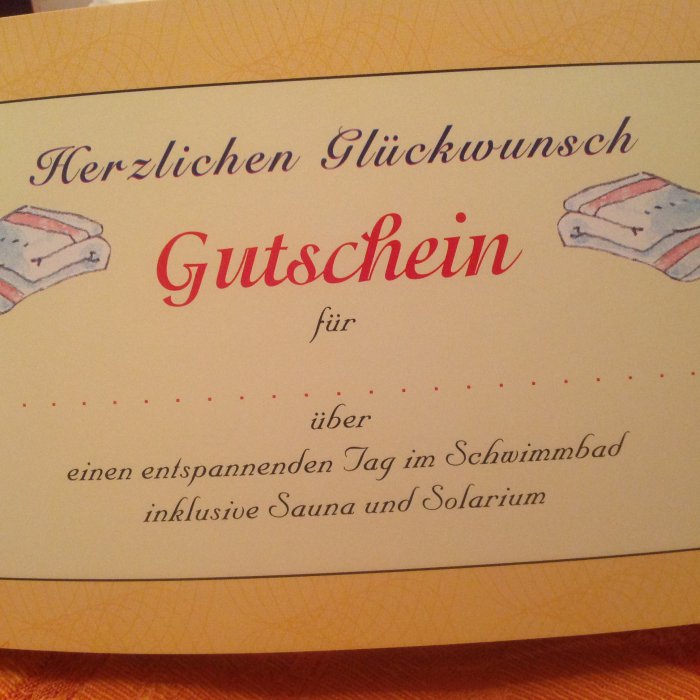 Herzlichen Glückwunsch
Gutschein
für
über
einen entspannenden Tag im Schwimmbad
inklusive Sauna und Solarium